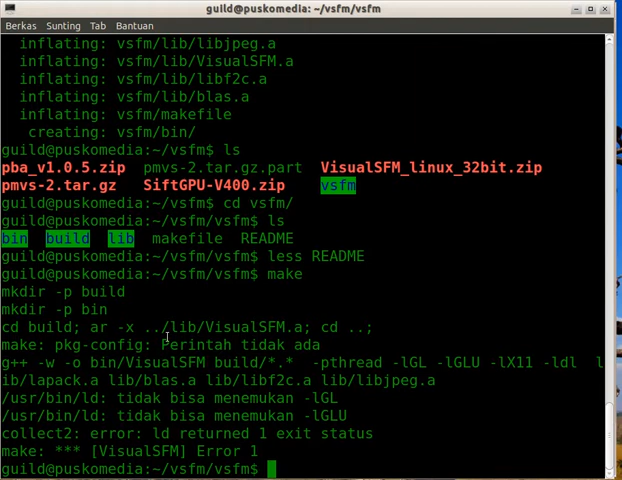 guild@puskomedia: ~/vsfm/vsfm
Berkas Sunting Tab Bantuan
inflating: vsfm/lib/libjpeg.a
inflating: vsfm/lib/VisualSFM.a
inflating: vsfm/lib/libf2c.a
inflating: vsfm/lib/blas.a
inflating: vsfm/makefile
creating: vsfm/bin/
guild@puskomedia:~/vsfm$ ls
pba_v1.0.5.zip pmvs-2.tar.gz.part VisualSFM_linux_32bit.zip
pmvs-2.tar.gz SiftGPU-V400.zip vsfm
guild@puskomedia:~/vsfm$ cd vsfm/
guild@puskomedia:~/vsfm/vsfm$ ls
bin build lib makefile README
guild@puskomedia:~/vsfm/vsfm$ less README
guild@puskomedia:~/vsfm/vsfm$ make
mkdir -p build
mkdir -p bin
cd build; ar -x ../lib/VisualSFM.a; cd ..;
make: pkg-config: Perintah tidak ada
g++ -w -o bin/VisualSFM build/*.* -pthread -lGL -lGLU -lX11 -ldl l
ib/lapack.a lib/blas.a lib/libf2c.a lib/libjpeg.a
/usr/bin/ld: tidak bisa menemukan -lGL
/usr/bin/ld: tidak bisa menemukan -lGLU
collect2: error: ld returned 1 exit status
make: *** [VisualSFM] Error 1
guild@puskomedia:~/vsfm/vsfm$